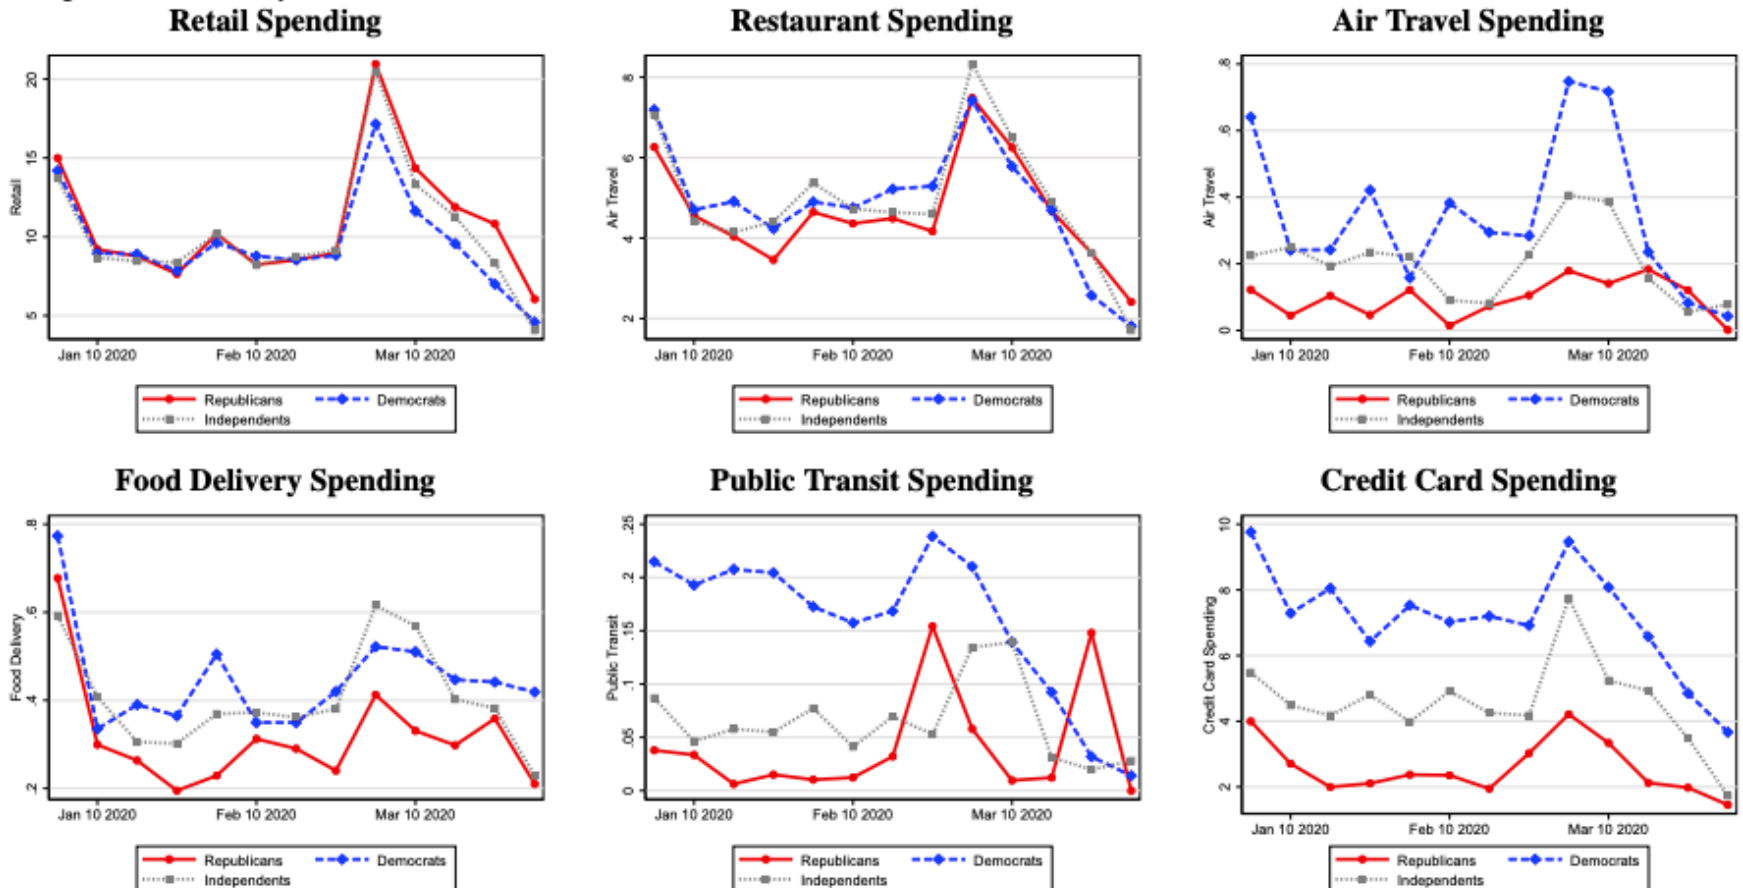 Retail Spending
Restaurant Spending
Air Travel Spending
20
15
10
5
Retail
Jan 10 2020
Feb 10 2020
Mar 10 2020
Republicans
Democrats
Independents
8
6
4
2
Air Travel
Jan 10 2020
Feb 10 2020
Mar 10 2020
Republicans
Democrats
Independents
.8
.6
.4
.2
0
Air Travel
Jan 10 2020
Feb 10 2020
Mar 10 2020
Republicans
Democrats
Independents
Food Delivery Spending
Public Transit Spending
Credit Card Spending
.8
.6
.4
.2
Food Delivery
Jan 10 2020
Feb 10 2020
Mar 10 2020
Republicans
Democrats
Independents
.25
.2
.15
.1
.05
0
Public Transit
Jan 10 2020
Feb 10 2020
Mar 10 2020
Republicans
Democrats
Independents
10
8
6
4
2
Credit Card Spending
Jan 10 2020
Feb 10 2020
Mar 10 2020
Republicans
Democrats
Independents